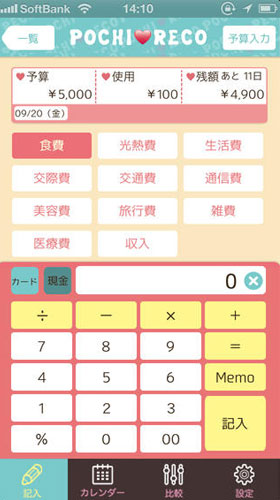 SoftBank 14:10
一覧 POCHI♥RECO 予算入力
♥予算 ♥使用 ♥残額 あと 11日
¥5,000 ¥100 ¥4,900
09/20（金）
食費 光熱費 生活費
交際費 交通費 通信費
美容費 旅行費 雑費
医療費 収入
カード 現金 0
÷ − × +
7 8 9 =
4 5 6 Memo
1 2 3 記入
% 0 00
記入 カレンダー 比較 設定